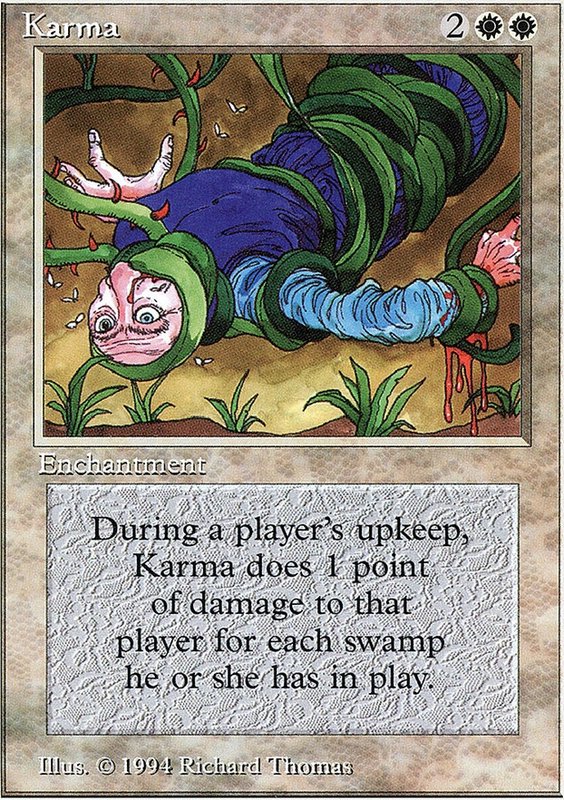 Karma 2
Enchantment
During a player's upkeep,
Karma does 1 point
of damage to that
player for each swamp
he or she has in play.
Illus. © 1994 Richard Thomas